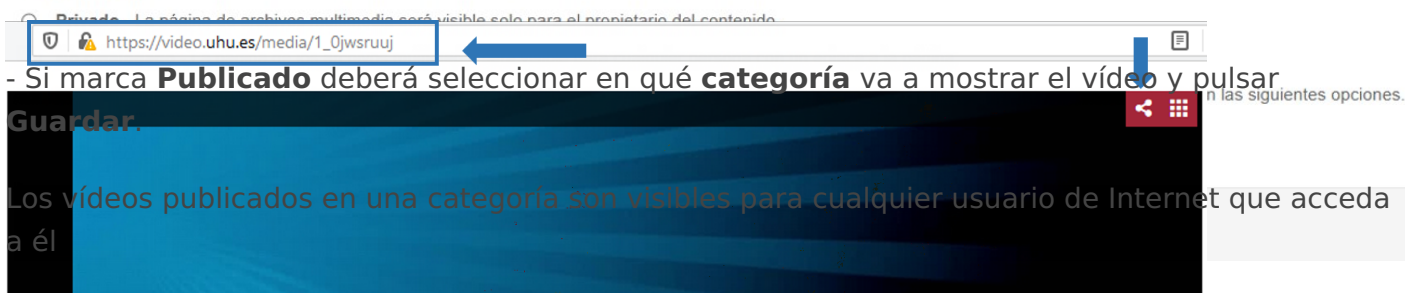 Privado - La página de archivos multimedia será visible solo para el propietario del contenido
https://video.uhu.es/media/1_0jwsruuj
- Si marca Publicado deberá seleccionar en qué categoría va a mostrar el vídeo y pulsar
n las siguientes opciones.
Guardar.
Los vídeos publicados en una categoría son visibles para cualquier usuario de Internet que acceda
a él